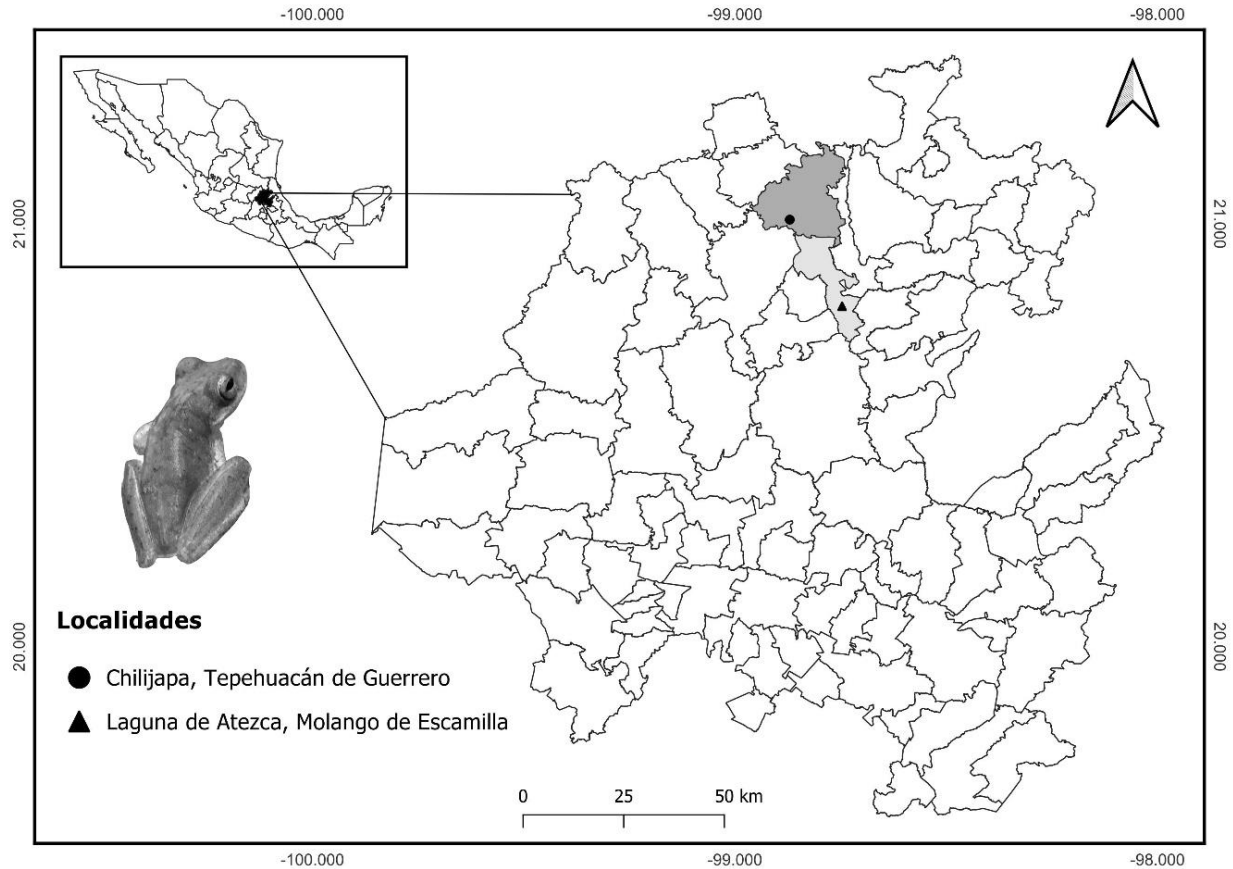 -100.000 -99.000 -98.000
21.000 21.000
Localidades
20.000 20.000
Chilijapa, Tepehuacán de Guerrero
Laguna de Atezca, Molango de Escamilla
0 25 50 km
-100.000 -99.000 -98.000